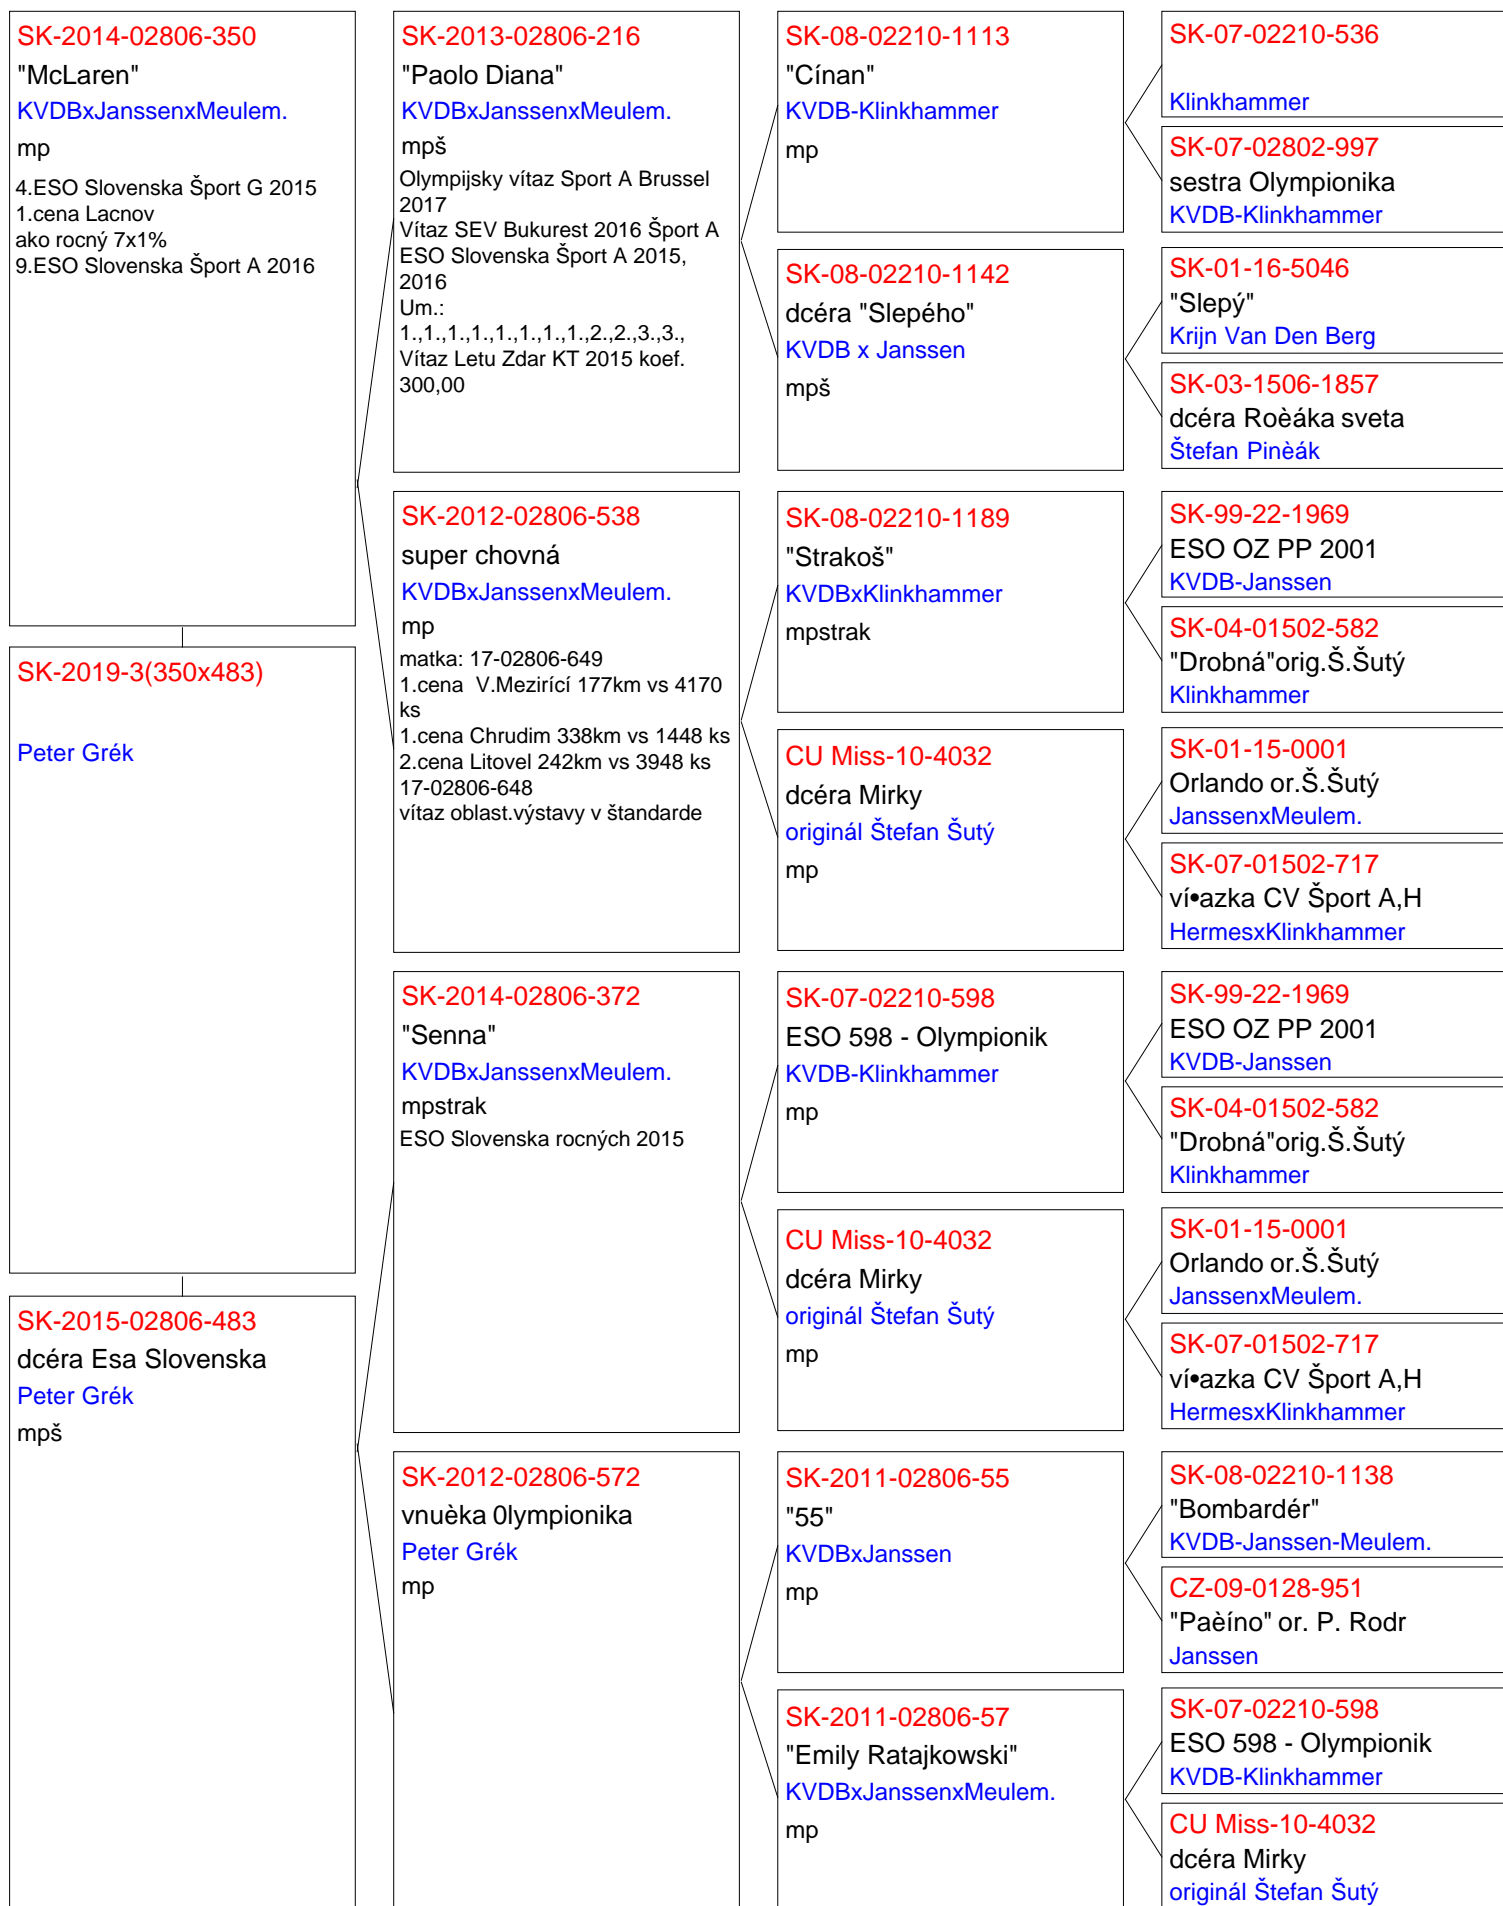 SK-2014-02806-350
"McLaren"
KVDBxJanssenxMeulem.
mp
4.ESO Slovenska Šport G 2015
1.cena Lacnov
ako rocný 7x1%
9.ESO Slovenska Šport A 2016
SK-2019-3(350x483)
Peter Grék
SK-2015-02806-483
dcéra Esa Slovenska
Peter Grék
mpš
SK-2013-02806-216
"Paolo Diana"
KVDBxJanssenxMeulem.
mpš
Olympijsky vítaz Sport A Brussel
2017
Vítaz SEV Bukurest 2016 Šport A
ESO Slovenska Šport A 2015,
2016
Um.:
1.,1.,1.,1.,1.,1.,1.,1.,2.,2.,3.,3.,
Vítaz Letu Zdar KT 2015 koef.
300,00
SK-2012-02806-538
super chovná
KVDBxJanssenxMeulem.
mp
matka: 17-02806-649
1.cena  V.Mezirící 177km vs 4170
ks
1.cena Chrudim 338km vs 1448 ks
2.cena Litovel 242km vs 3948 ks
17-02806-648
vítaz oblast.výstavy v štandarde
SK-2014-02806-372
"Senna"
KVDBxJanssenxMeulem.
mpstrak
ESO Slovenska rocných 2015
SK-2012-02806-572
vnuèka 0lympionika
Peter Grék
mp
SK-08-02210-1113
"Cínan"
KVDB-Klinkhammer
mp
SK-08-02210-1142
dcéra "Slepého"
KVDB x Janssen
mpš
SK-08-02210-1189
"Strakoš"
KVDBxKlinkhammer
mpstrak
CU Miss-10-4032
dcéra Mirky
originál Štefan Šutý
mp
SK-07-02210-598
ESO 598 - Olympionik
KVDB-Klinkhammer
mp
CU Miss-10-4032
dcéra Mirky
originál Štefan Šutý
mp
SK-2011-02806-55
"55"
KVDBxJanssen
mp
SK-2011-02806-57
"Emily Ratajkowski"
KVDBxJanssenxMeulem.
mp
SK-07-02210-536
Klinkhammer
SK-07-02802-997
sestra Olympionika
KVDB-Klinkhammer
SK-01-16-5046
"Slepý"
Krijn Van Den Berg
SK-03-1506-1857
dcéra Roèáka sveta
Štefan Pinèák
SK-99-22-1969
ESO OZ PP 2001
KVDB-Janssen
SK-04-01502-582
"Drobná"orig.Š.Šutý
Klinkhammer
SK-01-15-0001
Orlando or.Š.Šutý
JanssenxMeulem.
SK-07-01502-717
ví•azka CV Šport A,H
HermesxKlinkhammer
SK-99-22-1969
ESO OZ PP 2001
KVDB-Janssen
SK-04-01502-582
"Drobná"orig.Š.Šutý
Klinkhammer
SK-01-15-0001
Orlando or.Š.Šutý
JanssenxMeulem.
SK-07-01502-717
ví•azka CV Šport A,H
HermesxKlinkhammer
SK-08-02210-1138
"Bombardér"
KVDB-Janssen-Meulem.
CZ-09-0128-951
"Paèíno" or. P. Rodr
Janssen
SK-07-02210-598
ESO 598 - Olympionik
KVDB-Klinkhammer
CU Miss-10-4032
dcéra Mirky
originál Štefan Šutý